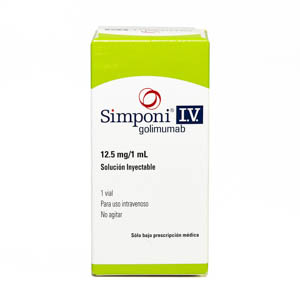 Simponi® I.V.
golimumab
12.5 mg/1 mL
Solución Inyectable
1 vial
Para uso intravenoso
No agitar
Sólo bajo prescripción médica